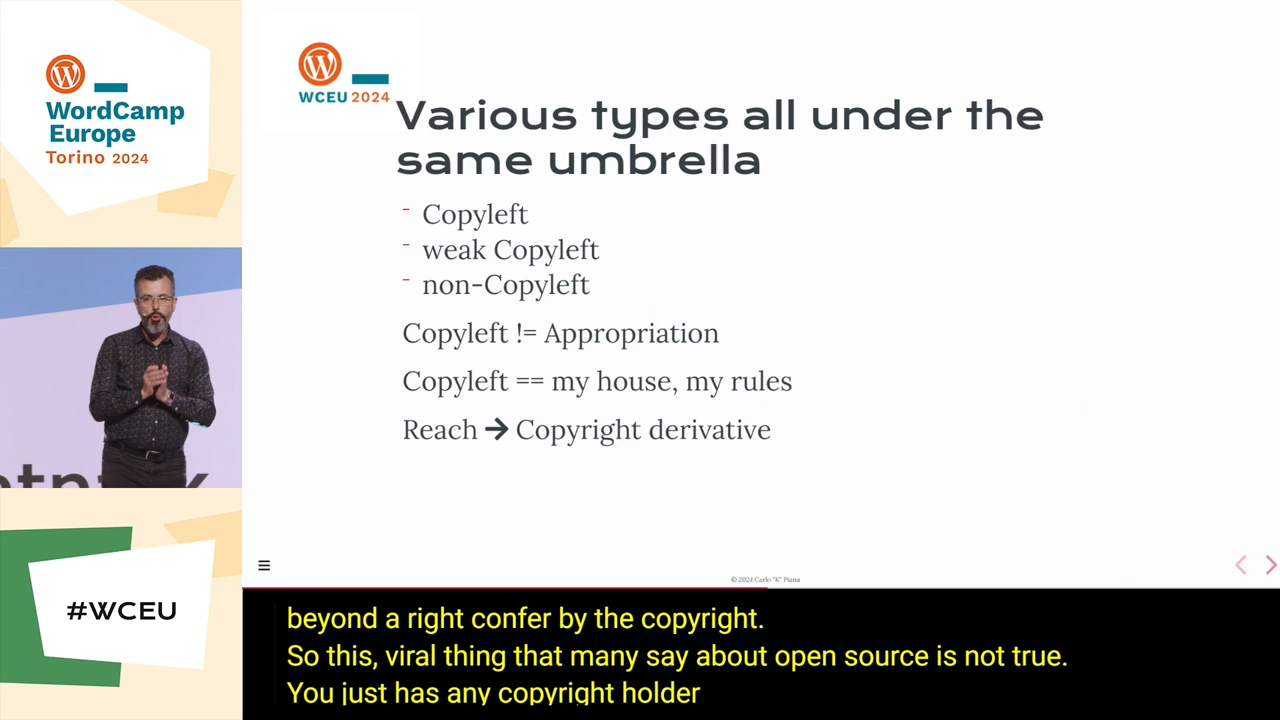 WordCamp
Europe
Torino 2024
WCEU 2024
Various types all under the
same umbrella
- Copyleft
- weak Copyleft
- non-Copyleft
Copyleft != Appropriation
Copyleft == my house, my rules
Reach → Copyright derivative
© 2024 Carlo "K" Piana
#WCEU
beyond a right confer by the copyright.
So this, viral thing that many say about open source is not true.
You just has any copyright holder